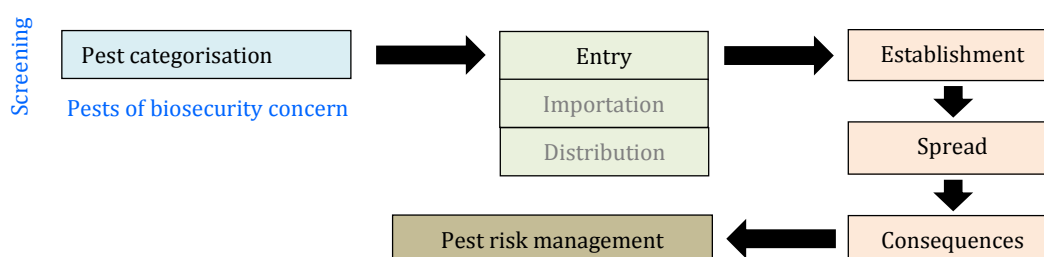 Screening
Pest categorisation
Pests of biosecurity concern
Entry
Importation
Distribution
Establishment
Spread
Consequences
Pest risk management